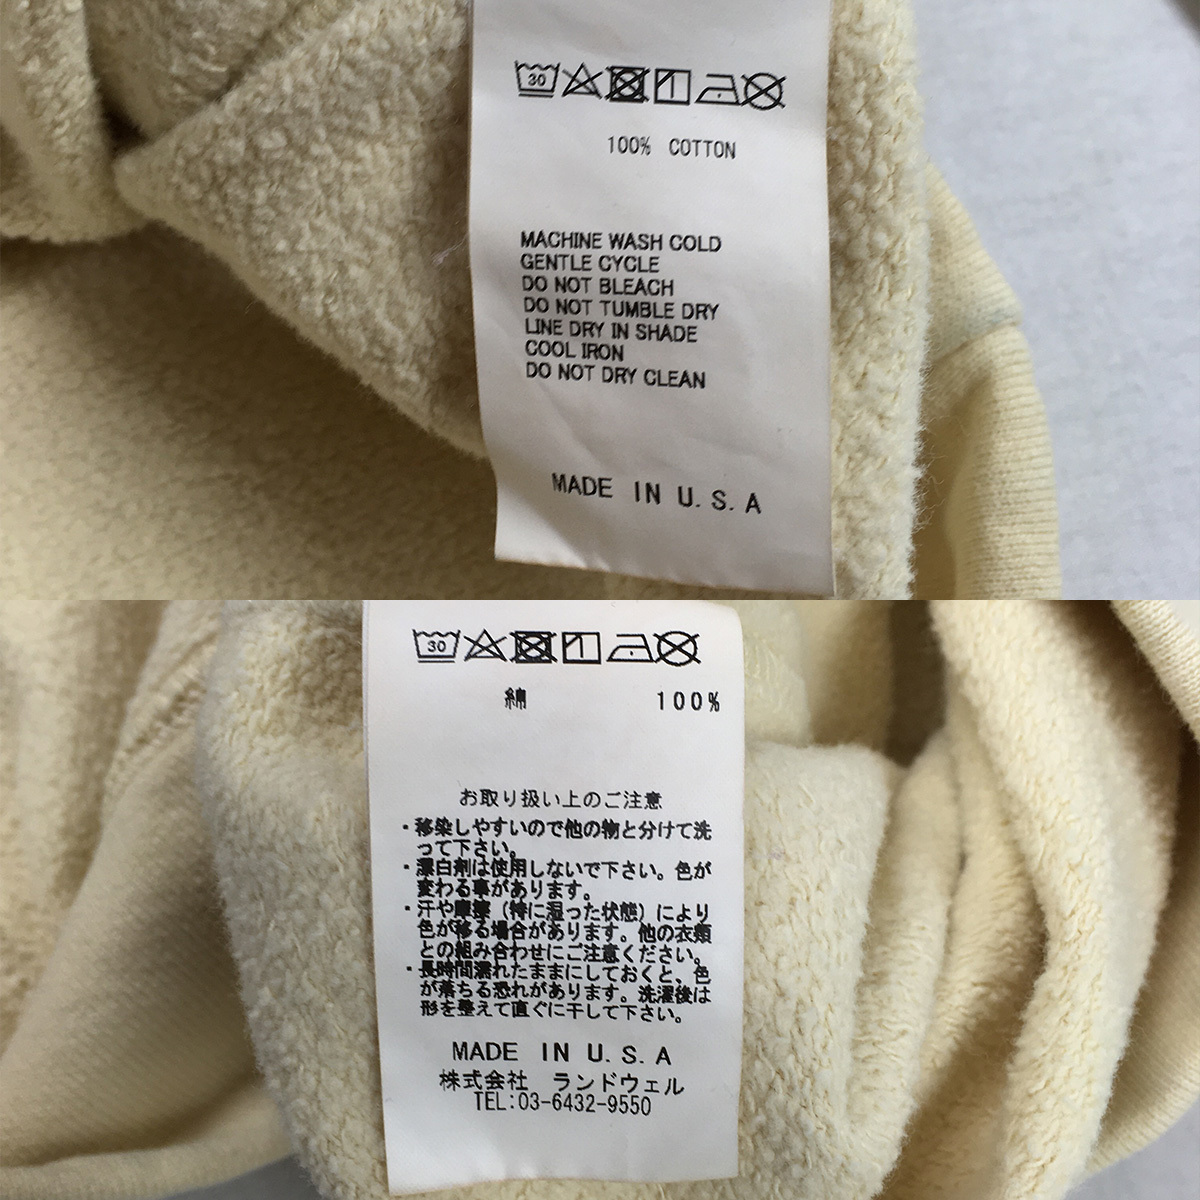 30
100% COTTON
MACHINE WASH COLD
GENTLE CYCLE
DO NOT BLEACH
DO NOT TUMBLE DRY
LINE DRY IN SHADE
COOL IRON
DO NOT DRY CLEAN
MADE IN U.S.A
30
綿 100%
お取り扱い上のご注意
・移染しやすいので他の物と分けて洗
って下さい。
・漂白剤は使用しないで下さい。色が
変わる事があります。
・汗や摩擦（特に湿った状態）により
色が移る場合があります。他の衣類
との組み合わせにご注意ください。
・長時間濡れたままにしておくと、色
が落ちる恐れがあります。洗濯後は
形を整えて直ぐに干して下さい。
MADE IN U.S.A
株式会社 ランドウェル
TEL:03-6432-9550